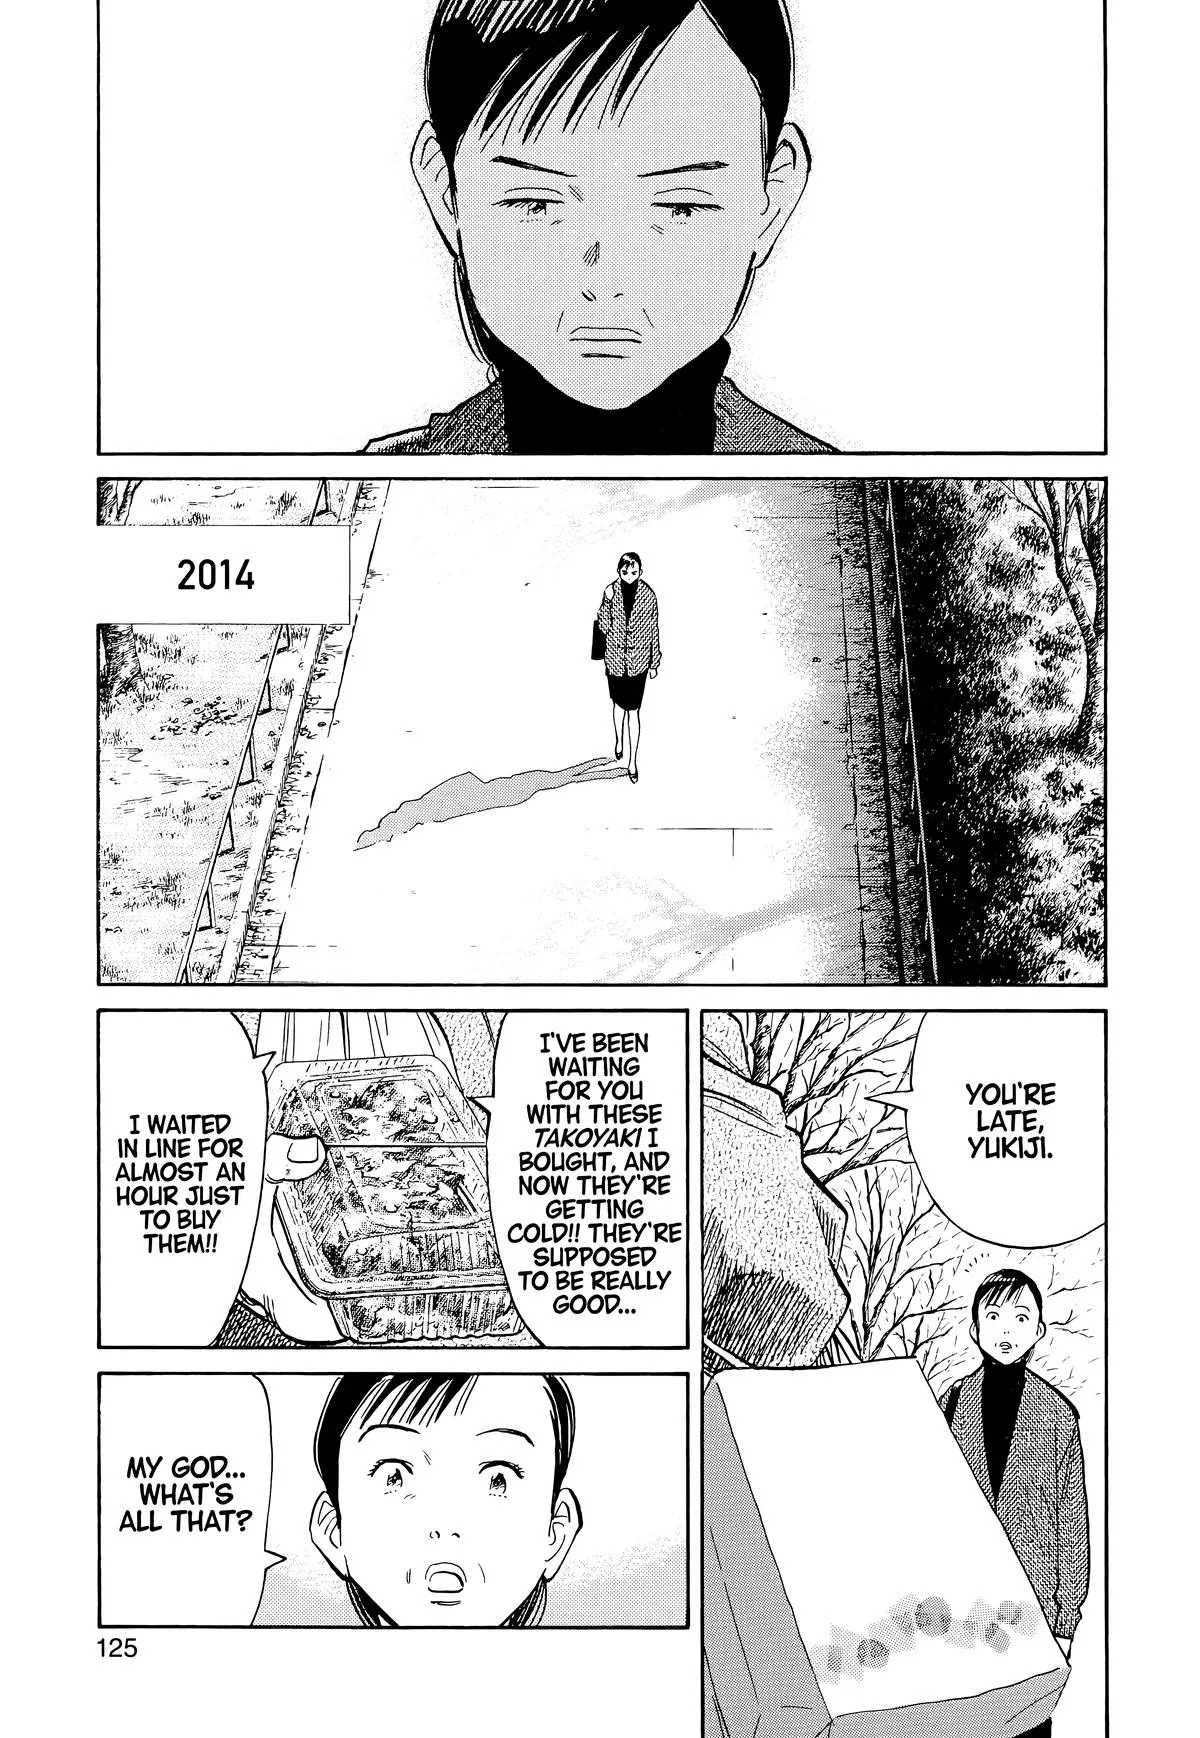 2014
YOU'RE
LATE,
YUKIJI.
I'VE BEEN
WAITING
FOR YOU
WITH THESE
TAKOYAKI I
BOUGHT, AND
NOW THEY'RE
GETTING
COLD!! THEY'RE
SUPPOSED
TO BE REALLY
GOOD...
I WAITED
IN LINE FOR
ALMOST AN
HOUR JUST
TO BUY
THEM!!
MY GOD...
WHAT'S
ALL THAT?
125